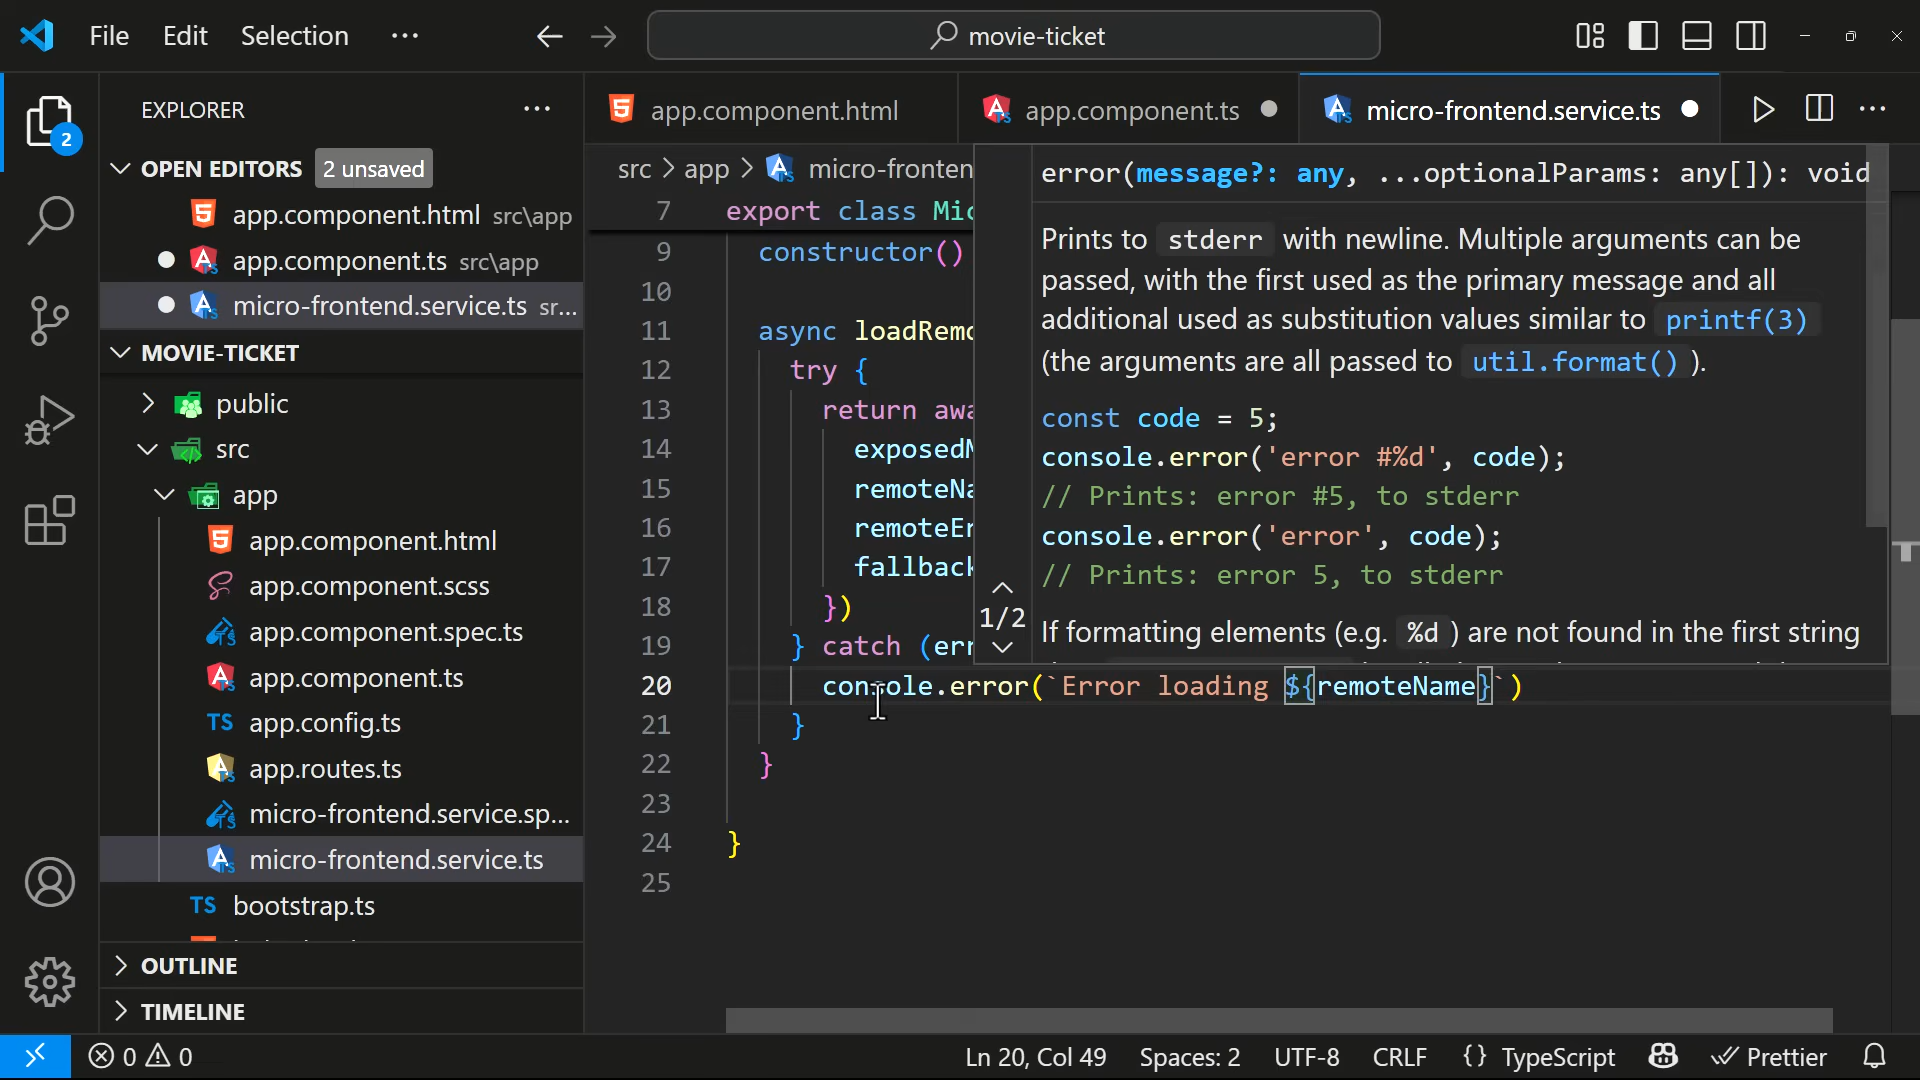 File Edit Selection ··· movie-ticket
EXPLORER ···
OPEN EDITORS 2 unsaved
app.component.html src\app
app.component.ts src\app
micro-frontend.service.ts sr...
MOVIE-TICKET
public
src
app
app.component.html
app.component.scss
app.component.spec.ts
app.component.ts
app.config.ts
app.routes.ts
micro-frontend.service.sp...
micro-frontend.service.ts
bootstrap.ts
OUTLINE
TIMELINE
2
app.component.html app.component.ts micro-frontend.service.ts
src > app > micro-fronten
7 export class Mic
9 constructor()
10
11 async loadRemo
12 try {
13 return awa
14 exposedM
15 remoteNa
16 remoteEn
17 fallback
18 })
19 } catch (err
20 console.error(`Error loading ${remoteName}`)
21 }
22 }
23
24 }
25
error(message?: any, ...optionalParams: any[]): void
Prints to stderr with newline. Multiple arguments can be
passed, with the first used as the primary message and all
additional used as substitution values similar to printf(3)
(the arguments are all passed to util.format() ).
const code = 5;
console.error('error #%d', code);
// Prints: error #5, to stderr
console.error('error', code);
// Prints: error 5, to stderr
1/2
If formatting elements (e.g. %d ) are not found in the first string
0 0 Ln 20, Col 49 Spaces: 2 UTF-8 CRLF {} TypeScript Prettier